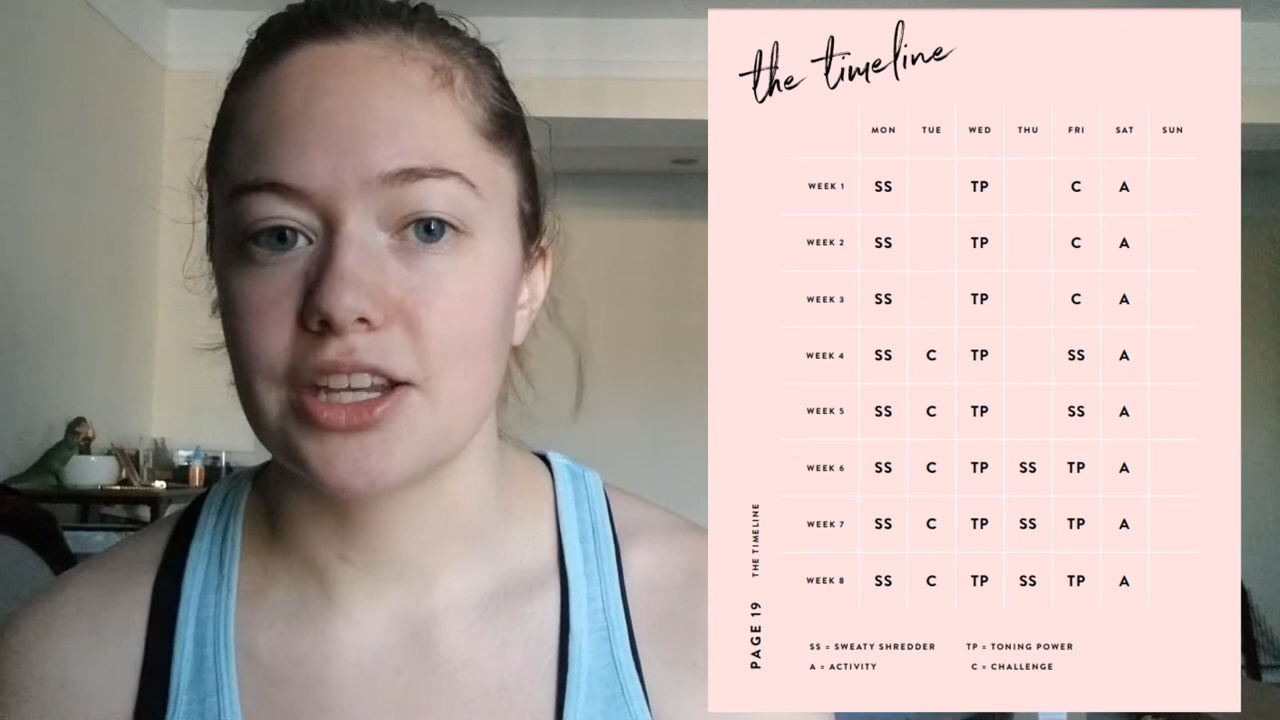 the timeline
MON TUE WED THU FRI SAT SUN
WEEK 1 SS TP C A
WEEK 2 SS TP C A
WEEK 3 SS TP C A
WEEK 4 SS C TP SS A
WEEK 5 SS C TP SS A
WEEK 6 SS C TP SS TP A
WEEK 7 SS C TP SS TP A
WEEK 8 SS C TP SS TP A
SS = SWEATY SHREDDER TP = TONING POWER
A = ACTIVITY C = CHALLENGE
PAGE 19 THE TIMELINE